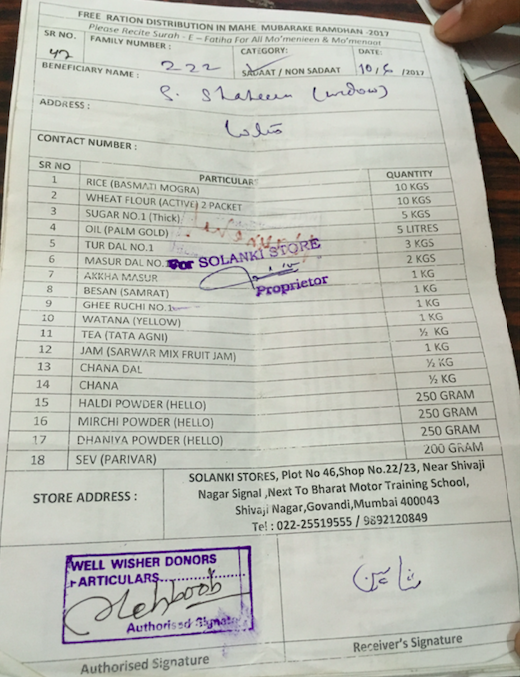 FREE RATION DISTRIBUTION IN MAHE MUBARAKE RAMDHAN -2017
Please Recite Surah - E – Fatiha For All Mo'menieen & Mo'menoat
SR NO. FAMILY NUMBER : CATEGORY: DATE:
42 222 SADAAT / NON SADAAT 10/6 /2017
BENEFICIARY NAME : S. Shaheen (widow)
ADDRESS :
CONTACT NUMBER :
SR NO PARTICULARS QUANTITY
1 RICE (BASMATI MOGRA) 10 KGS
2 WHEAT FLOUR (ACTIVE) 2 PACKET 10 KGS
3 SUGAR NO.1 (Thick) 5 KGS
4 OIL (PALM GOLD) 5 LITRES
5 TUR DAL NO.1 3 KGS
6 MASUR DAL NO. 2 KGS
For SOLANKI STORE
7 AKKHA MASUR 1 KG
8 BESAN (SAMRAT) 1 KG
Proprietor
9 GHEE RUCHI NO.1 1 KG
10 WATANA (YELLOW) 1 KG
11 TEA (TATA AGNI) ½ KG
12 JAM (SARWAR MIX FRUIT JAM) 1 KG
13 CHANA DAL ½ KG
14 CHANA ½ KG
15 HALDI POWDER (HELLO) 250 GRAM
16 MIRCHI POWDER (HELLO) 250 GRAM
17 DHANIYA POWDER (HELLO) 250 GRAM
18 SEV (PARIVAR) 200 GRAM
STORE ADDRESS :
SOLANKI STORES, Plot No 46,Shop No.22/23, Near Shivaji
Nagar Signal ,Next To Bharat Motor Training School,
Shivaji Nagar,Govandi,Mumbai 400043
Tel : 022-25519555 / 9892120849
WELL WISHER DONORS
PARTICULARS..................
Mehboob
Authorised Signato
شاہین
Authorised Signature
Receiver's Signature